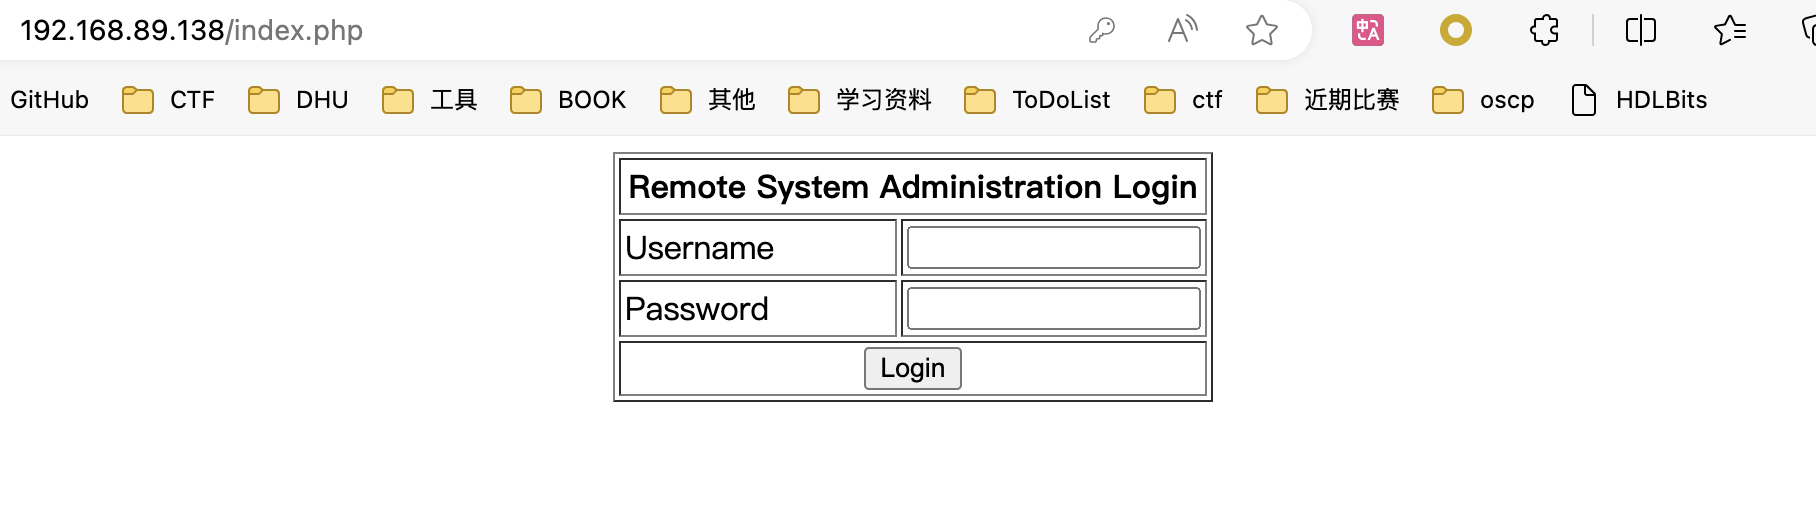 192.168.89.138/index.php
GitHub CTF DHU 工具 BOOK 其他 学习资料 ToDoList ctf 近期比赛 oscp HDLBits
Remote System Administration Login
Username
Password
Login